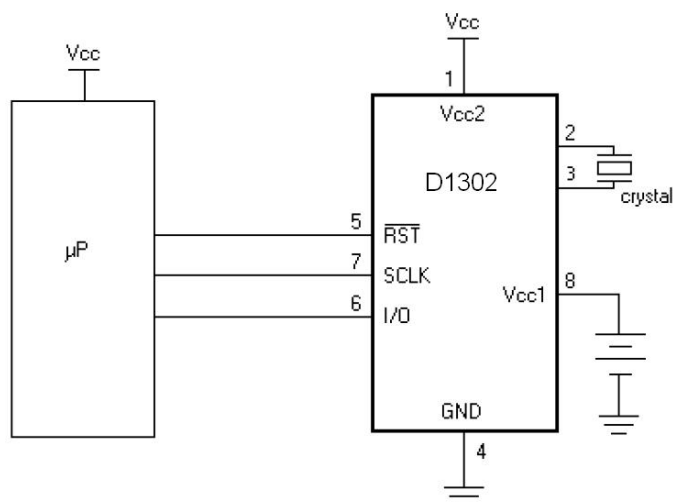 Vcc
Vcc
1
Vcc2
2
D1302
3
crystal
5
RST
μP
7
SCLK
Vcc1
8
6
I/O
GND
4